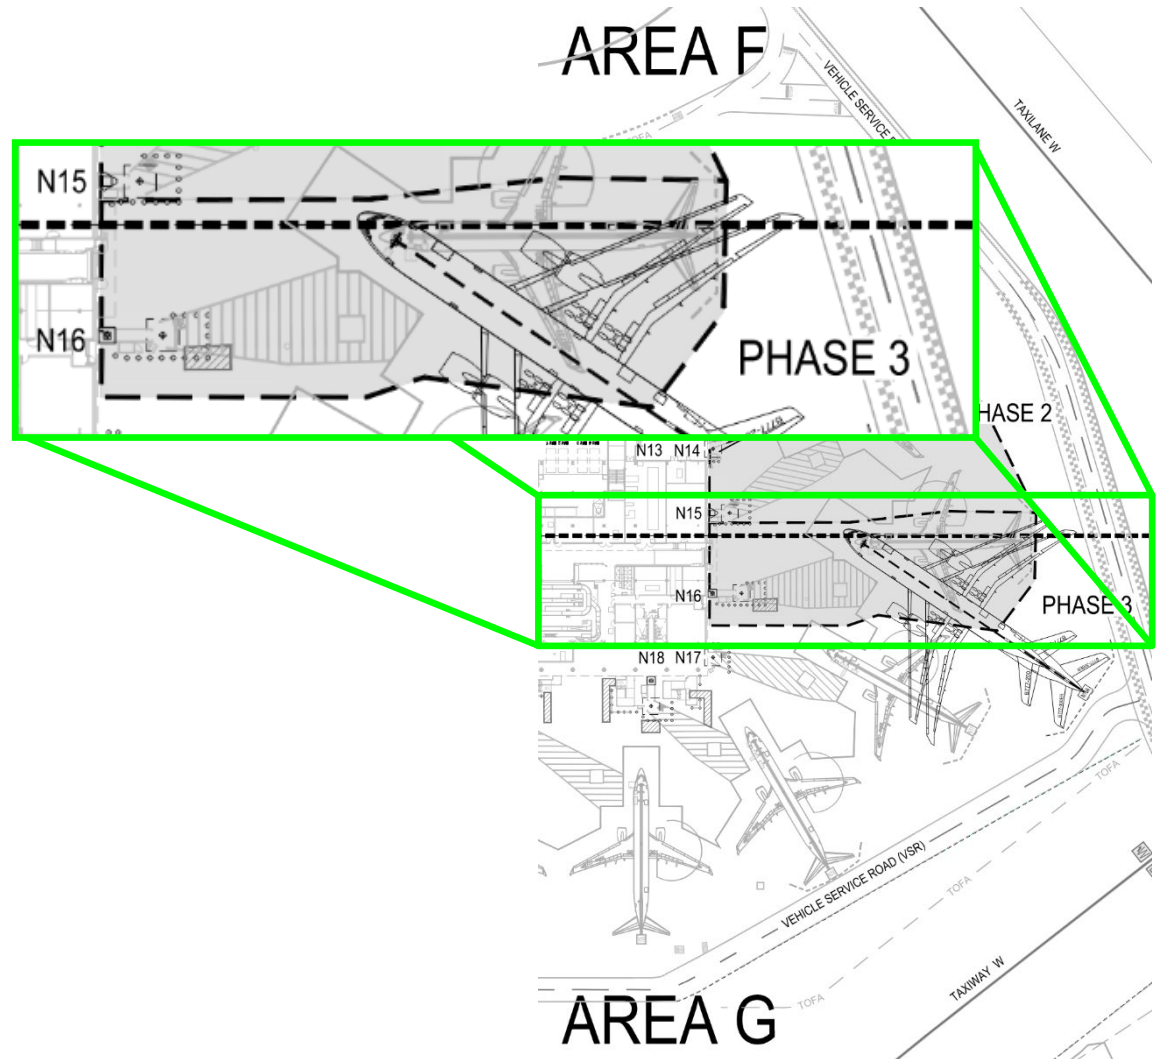 AREA F
VEHICLE SERVICE
TAXILANE W
TOFA
N15
N16
PHASE 3
HASE 2
N13 N14
N15
N16
PHASE 3
N18 N17
TOFA
VEHICLE SERVICE ROAD (VSR)
TOFA
TAXIWAY W
TOFA
AREA G